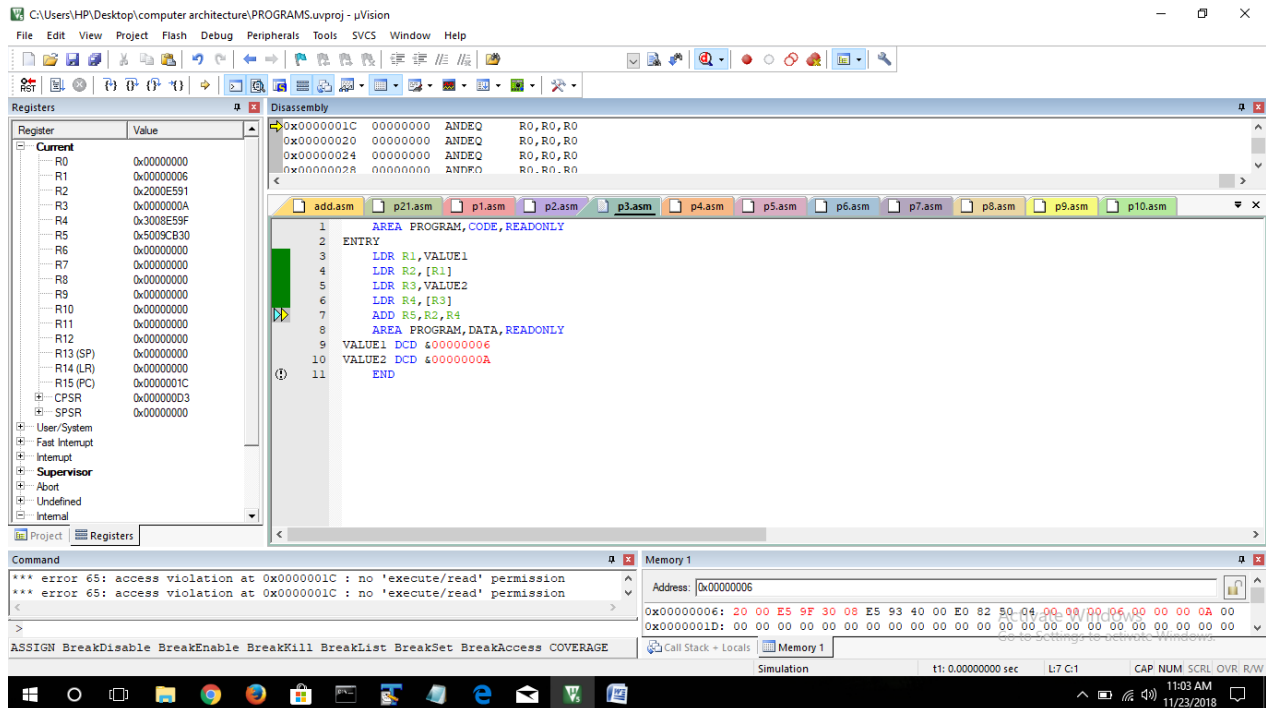 C:\Users\HP\Desktop\computer architecture\PROGRAMS.uvproj - µVision
File Edit View Project Flash Debug Peripherals Tools SVCS Window Help
Registers
Register Value
Current
R0 0x00000000
R1 0x00000006
R2 0x2000E591
R3 0x0000000A
R4 0x3008E59F
R5 0x5009CB30
R6 0x00000000
R7 0x00000000
R8 0x00000000
R9 0x00000000
R10 0x00000000
R11 0x00000000
R12 0x00000000
R13 (SP) 0x00000000
R14 (LR) 0x00000000
R15 (PC) 0x0000001C
CPSR 0x000000D3
SPSR 0x00000000
User/System
Fast Interrupt
Interrupt
Supervisor
Abort
Undefined
Internal
Project Registers
Disassembly
0x0000001C 00000000 ANDEQ R0,R0,R0
0x00000020 00000000 ANDEQ R0,R0,R0
0x00000024 00000000 ANDEQ R0,R0,R0
0x00000028 00000000 ANDEQ R0,R0,R0
add.asm p21.asm p1.asm p2.asm p3.asm p4.asm p5.asm p6.asm p7.asm p8.asm p9.asm p10.asm
1 AREA PROGRAM,CODE,READONLY
2 ENTRY
3 LDR R1,VALUE1
4 LDR R2,[R1]
5 LDR R3,VALUE2
6 LDR R4,[R3]
7 ADD R5,R2,R4
8 AREA PROGRAM,DATA,READONLY
9 VALUE1 DCD &00000006
10 VALUE2 DCD &0000000A
11 END
Command
*** error 65: access violation at 0x0000001C : no 'execute/read' permission
*** error 65: access violation at 0x0000001C : no 'execute/read' permission
>
ASSIGN BreakDisable BreakEnable BreakKill BreakList BreakSet BreakAccess COVERAGE
Memory 1
Address: 0x00000006
0x00000006: 20 00 E5 9F 30 08 E5 93 40 00 E0 82 50 04 00 00 00 06 00 00 00 0A 00
0x0000001D: 00 00 00 00 00 00 00 00 00 00 00 00 00 00 00 00 00 00 00 00 00 00 00
Activate Windows
Go to Settings to activate Windows.
Call Stack + Locals Memory 1
Simulation t1: 0.00000000 sec L:7 C:1 CAP NUM SCRL OVR R/W
11:03 AM
11/23/2018